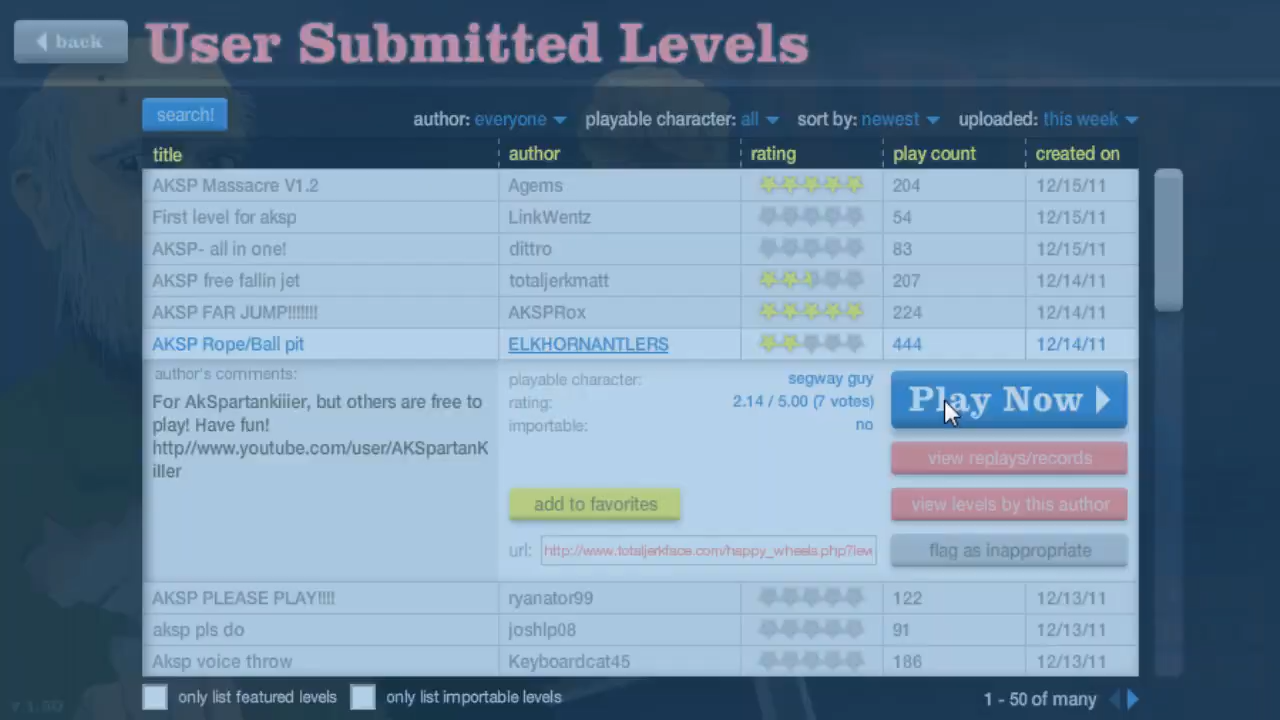 back
User Submitted Levels
search!
author: everyone playable character: all sort by: newest uploaded: this week
title author rating play count created on
AKSP Massacre V1.2 Agems 204 12/15/11
First level for aksp LinkWentz 54 12/15/11
AKSP- all in one! dittro 83 12/15/11
AKSP free fallin jet totaljerkmatt 207 12/14/11
AKSP FAR JUMP!!!!!!! AKSPRox 224 12/14/11
AKSP Rope/Ball pit ELKHORNANTLERS 444 12/14/11
author's comments:
For AkSpartankiiier, but others are free to
play! Have fun!
http//www.youtube.com/user/AKSpartanK
iller
playable character: segway guy
rating: 2.14 / 5.00 (7 votes)
importable: no
add to favorites
url: http://www.totaljerkface.com/happy_wheels.php?lev
Play Now
view replays/records
view levels by this author
flag as inappropriate
AKSP PLEASE PLAY!!!! ryanator99 122 12/13/11
aksp pls do joshlp08 91 12/13/11
Aksp voice throw Keyboardcat45 186 12/13/11
only list featured levels only list importable levels 1 - 50 of many
v 1.50